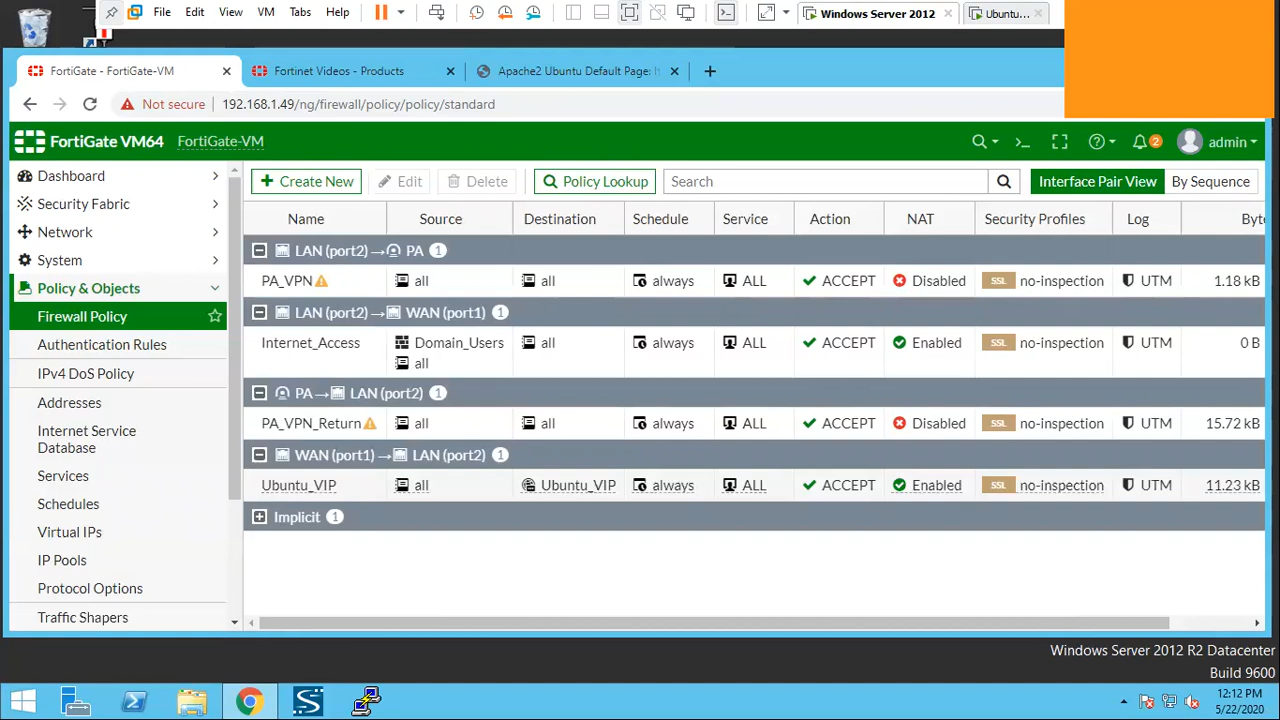 File Edit View VM Tabs Help Windows Server 2012 Ubuntu...
FortiGate - FortiGate-VM Fortinet Videos - Products Apache2 Ubuntu Default Page: It
Not secure 192.168.1.49/ng/firewall/policy/policy/standard
FortiGate VM64 FortiGate-VM 2 admin
Dashboard
Security Fabric
Network
System
Policy & Objects
Firewall Policy
Authentication Rules
IPv4 DoS Policy
Addresses
Internet Service
Database
Services
Schedules
Virtual IPs
IP Pools
Protocol Options
Traffic Shapers
Create New Edit Delete Policy Lookup Search Interface Pair View By Sequence
Name Source Destination Schedule Service Action NAT Security Profiles Log Byt
LAN (port2) → PA 1
PA_VPN all all always ALL ACCEPT Disabled SSL no-inspection UTM 1.18 kB
LAN (port2) → WAN (port1) 1
Internet_Access Domain_Users all always ALL ACCEPT Enabled SSL no-inspection UTM 0 B
all
PA → LAN (port2) 1
PA_VPN_Return all all always ALL ACCEPT Disabled SSL no-inspection UTM 15.72 kB
WAN (port1) → LAN (port2) 1
Ubuntu_VIP all Ubuntu_VIP always ALL ACCEPT Enabled SSL no-inspection UTM 11.23 kB
Implicit 1
Windows Server 2012 R2 Datacenter
Build 9600
12:12 PM
5/22/2020